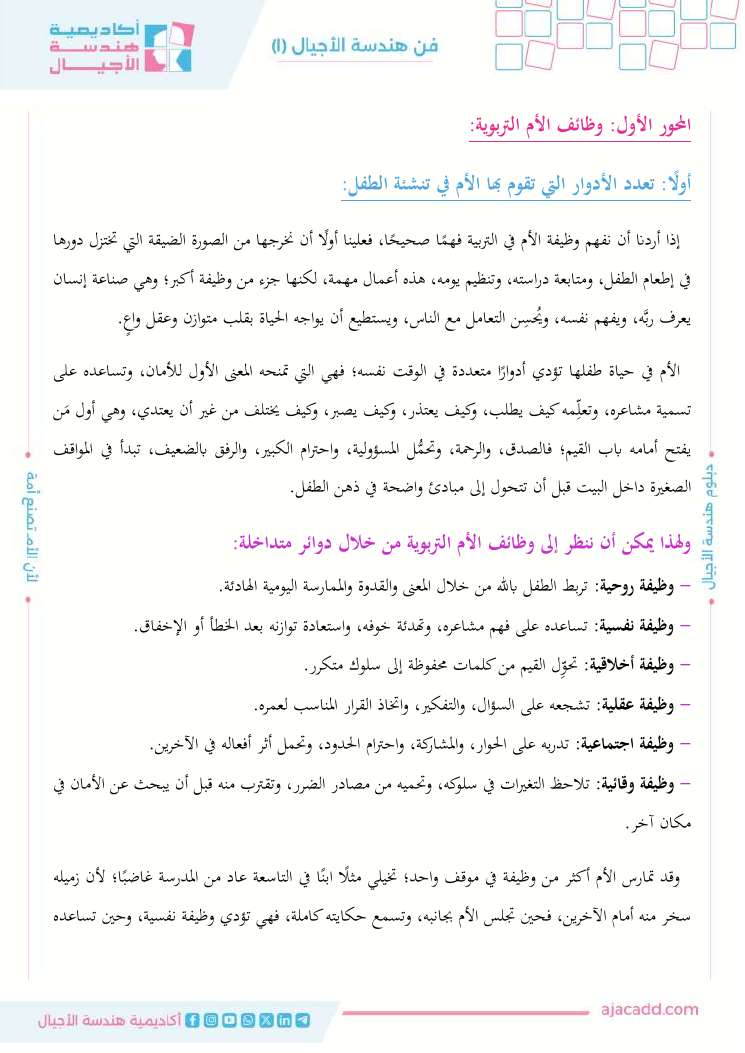 أكاديمية
هندسة
الأجيال
فن هندسة الأجيال (١)
المحور الأول: وظائف الأم التربوية:
أولًا: تعدد الأدوار التي تقوم بها الأم في تنشئة الطفل:
إذا أردنا أن نفهم وظيفة الأم في التربية فهمًا صحيحًا، فعلينا أولًا أن نخرجها من الصورة الضيقة التي تختزل دورها
في إطعام الطفل، ومتابعة دراسته، وتنظيم يومه، هذه أعمال مهمة، لكنها جزء من وظيفة أكبر؛ وهي صناعة إنسان
يعرف ربَّه، ويفهم نفسه، ويُحسِن التعامل مع الناس، ويستطيع أن يواجه الحياة بقلب متوازن وعقل واعٍ.
الأم في حياة طفلها تؤدي أدوارًا متعددة في الوقت نفسه؛ فهي التي تمنحه المعنى الأول للأمان، وتساعده على
تسمية مشاعره، وتعلِّمه كيف يطلب، وكيف يعتذر، وكيف يصبر، وكيف يختلف من غير أن يعتدي، وهي أول مَن
يفتح أمامه باب القيم؛ فالصدق، والرحمة، وتحمُّل المسؤولية، واحترام الكبير، والرفق بالضعيف، تبدأ في المواقف
الصغيرة داخل البيت قبل أن تتحول إلى مبادئ واضحة في ذهن الطفل.
ولهذا يمكن أن ننظر إلى وظائف الأم التربوية من خلال دوائر متداخلة:
– وظيفة روحية: تربط الطفل بالله من خلال المعنى والقدوة والممارسة اليومية الهادئة.
– وظيفة نفسية: تساعده على فهم مشاعره، وتهدئة خوفه، واستعادة توازنه بعد الخطأ أو الإخفاق.
– وظيفة أخلاقية: تحوِّل القيم من كلمات محفوظة إلى سلوك متكرر.
– وظيفة عقلية: تشجعه على السؤال، والتفكير، واتخاذ القرار المناسب لعمره.
– وظيفة اجتماعية: تدربه على الحوار، والمشاركة، واحترام الحدود، وتحمل أثر أفعاله في الآخرين.
– وظيفة وقائية: تلاحظ التغيرات في سلوكه، وتحميه من مصادر الضرر، وتقترب منه قبل أن يبحث عن الأمان في
مكان آخر.
وقد تمارس الأم أكثر من وظيفة في موقف واحد؛ تخيلي مثلًا ابنًا في التاسعة عاد من المدرسة غاضبًا؛ لأن زميله
سخر منه أمام الآخرين، فحين تجلس الأم بجانبه، وتسمع حكايته كاملة، فهي تؤدي وظيفة نفسية، وحين تساعده
دبلوم هندسة الأجيال
لأن الأم تصنع أمة
أكاديمية هندسة الأجيال
ajacadd.com